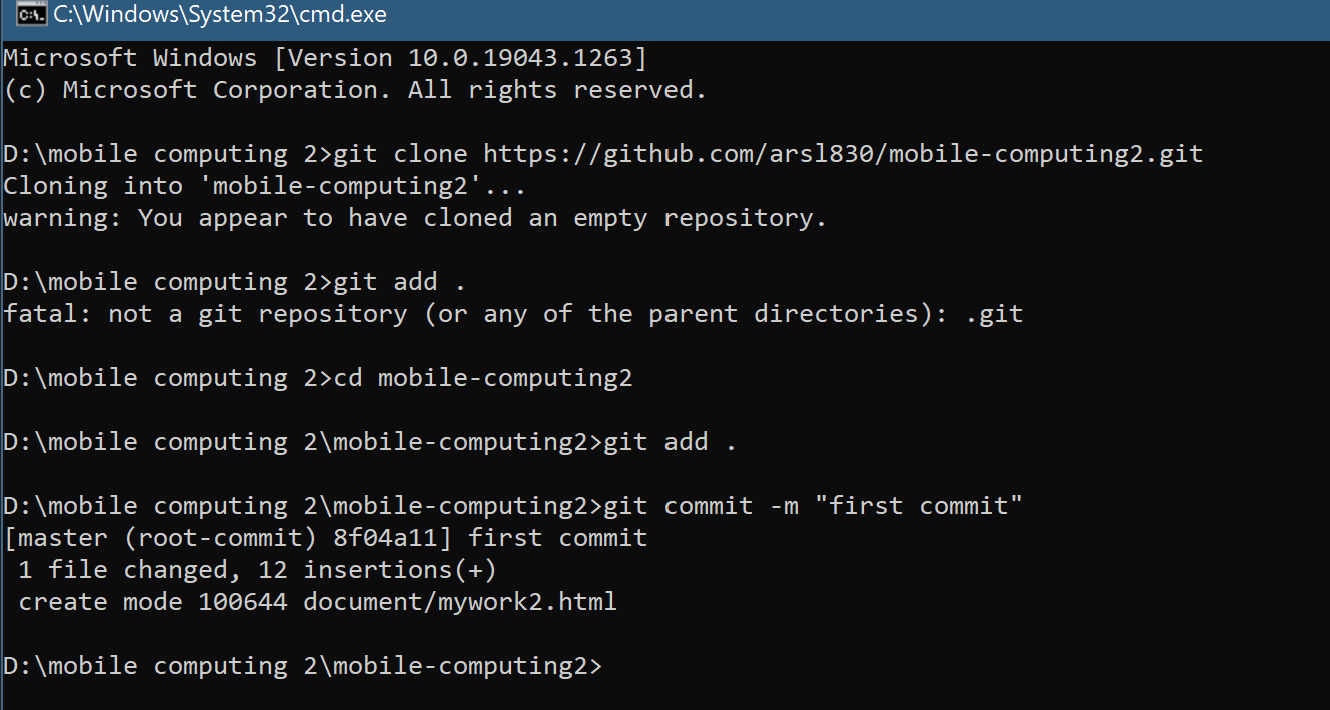 C:\Windows\System32\cmd.exe
Microsoft Windows [Version 10.0.19043.1263]
(c) Microsoft Corporation. All rights reserved.
D:\mobile computing 2>git clone https://github.com/arsl830/mobile-computing2.git
Cloning into 'mobile-computing2'...
warning: You appear to have cloned an empty repository.
D:\mobile computing 2>git add .
fatal: not a git repository (or any of the parent directories): .git
D:\mobile computing 2>cd mobile-computing2
D:\mobile computing 2\mobile-computing2>git add .
D:\mobile computing 2\mobile-computing2>git commit -m "first commit"
[master (root-commit) 8f04a11] first commit
 1 file changed, 12 insertions(+)
 create mode 100644 document/mywork2.html
D:\mobile computing 2\mobile-computing2>